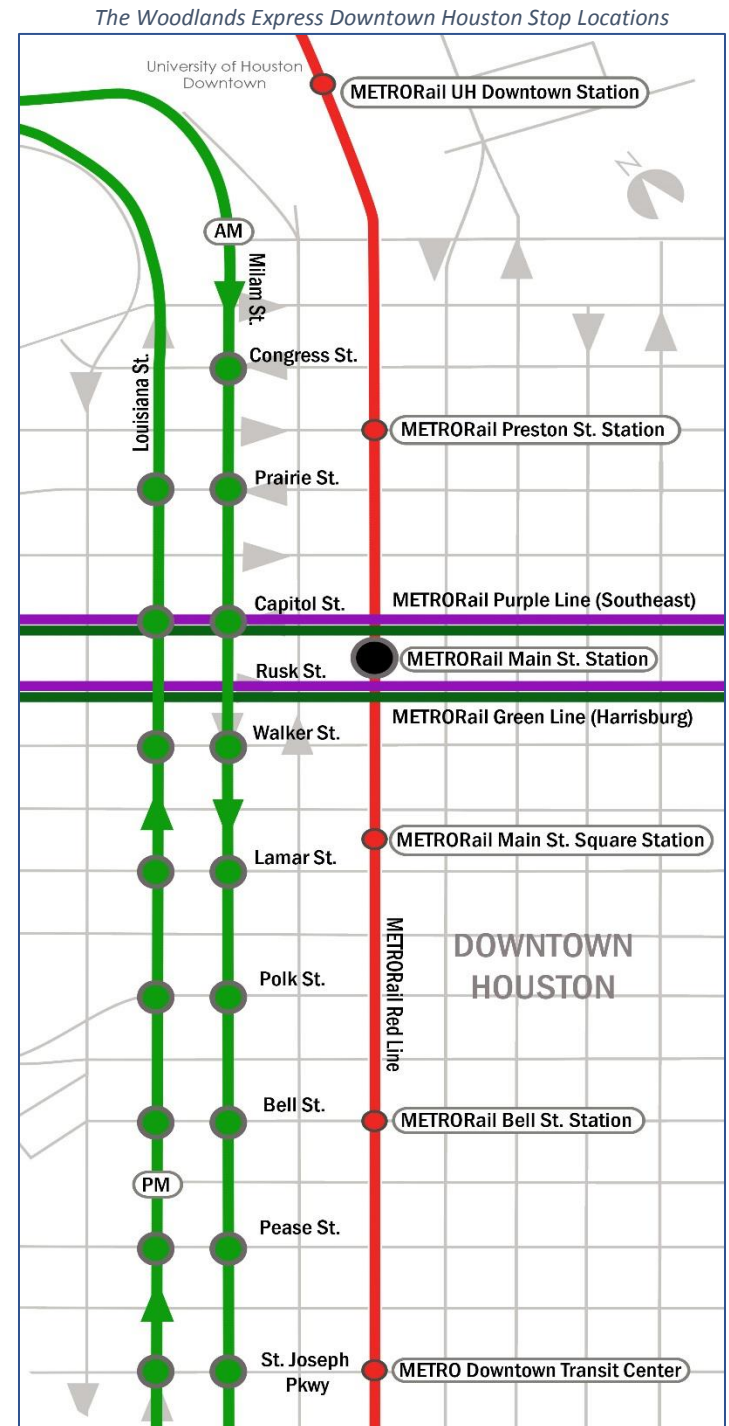 The Woodlands Express Downtown Houston Stop Locations
University of Houston
Downtown
METRORail UH Downtown Station
N
AM
Milam St.
Louisiana St.
Congress St.
METRORail Preston St. Station
Prairie St.
Capitol St.
METRORail Purple Line (Southeast)
METRORail Main St. Station
Rusk St.
METRORail Green Line (Harrisburg)
Walker St.
METRORail Main St. Square Station
Lamar St.
METRORail Red Line
DOWNTOWN
HOUSTON
Polk St.
Bell St.
METRORail Bell St. Station
PM
Pease St.
St. Joseph
Pkwy
METRO Downtown Transit Center